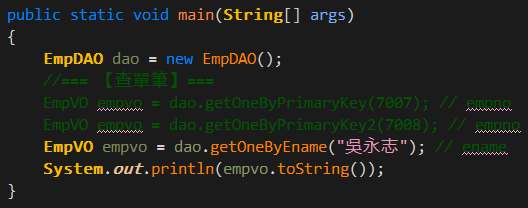 public static void main(String[] args)
{
EmpDAO dao = new EmpDAO();
//=== 【查單筆】===
EmpVO empvo = dao.getOneByPrimaryKey(7007); // empno
EmpVO empvo = dao.getOneByPrimaryKey2(7008); // empno
EmpVO empvo = dao.getOneByEname("吳永志"); // ename
System.out.println(empvo.toString());
}